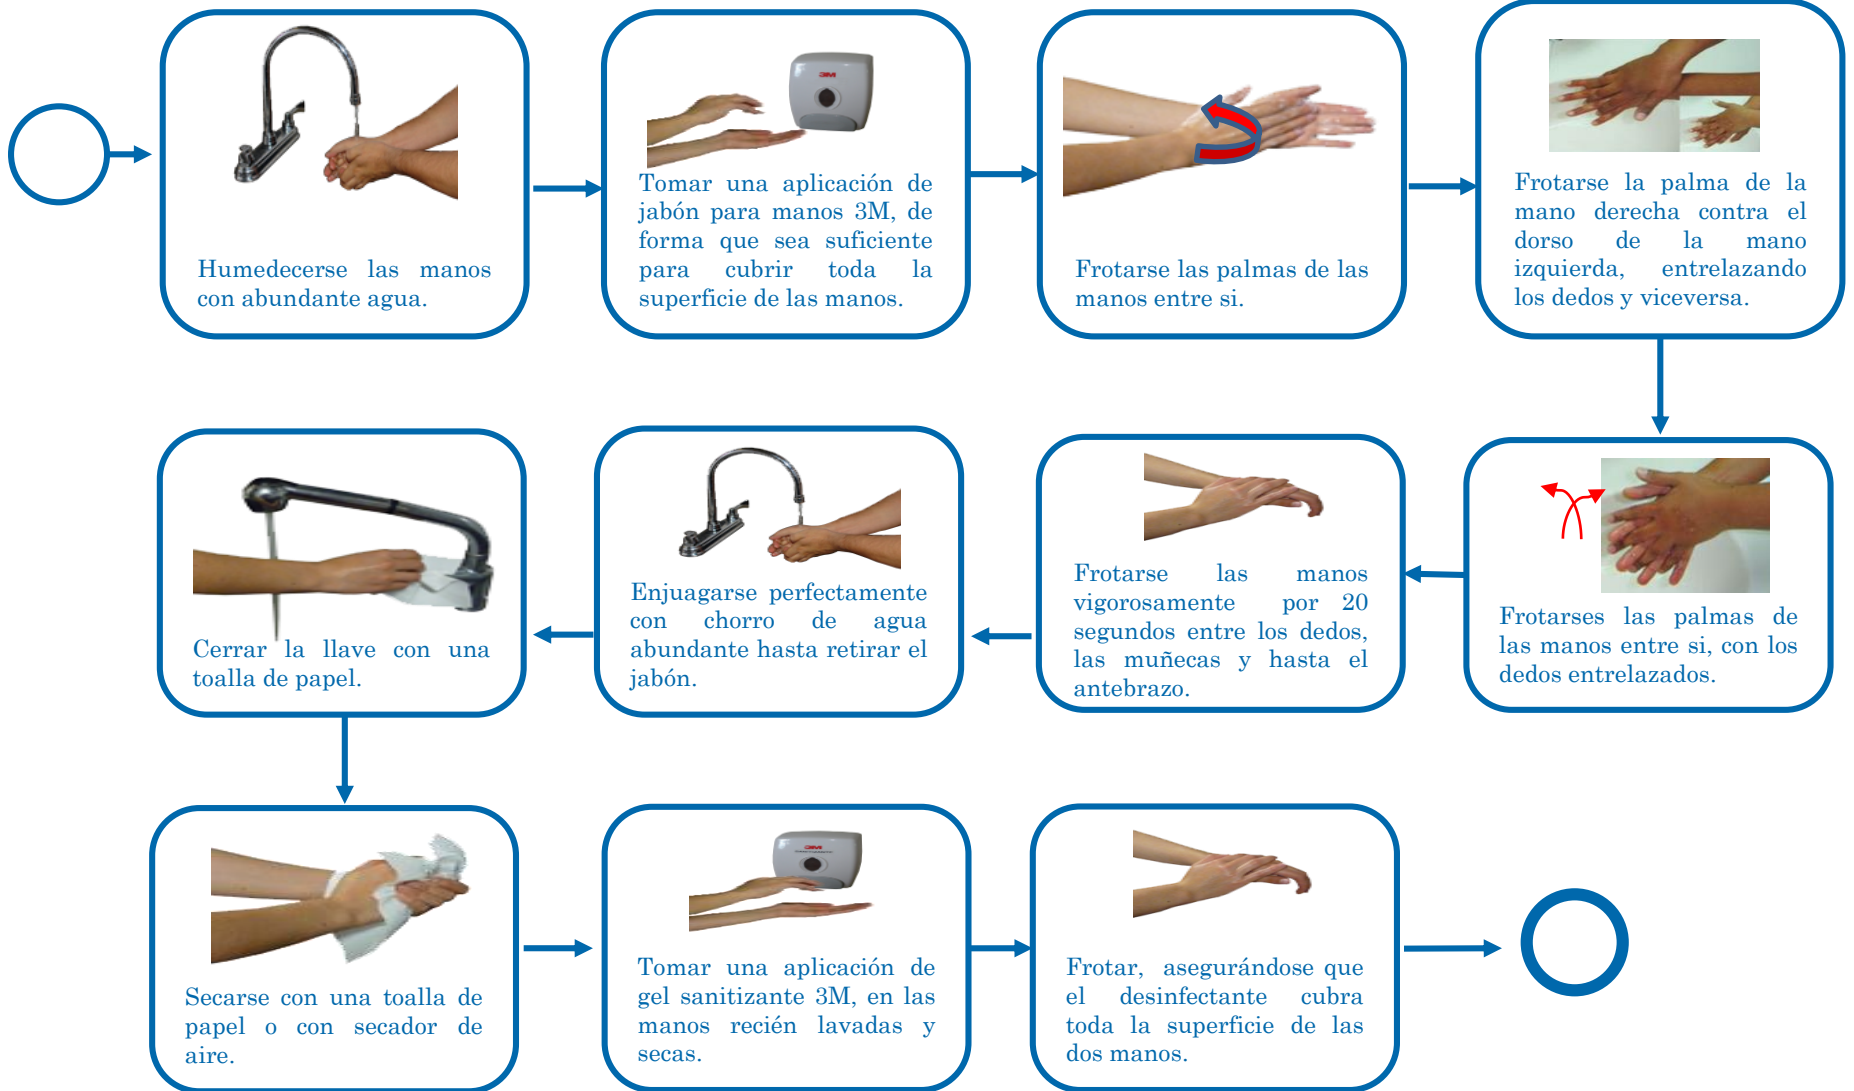 3M
Humedecerse las manos
con abundante agua.
Tomar una aplicación de
jabón para manos 3M, de
forma que sea suficiente
para cubrir toda la
superficie de las manos.
Frotarse las palmas de las
manos entre si.
Frotarse la palma de la
mano derecha contra el
dorso de la mano
izquierda, entrelazando
los dedos y viceversa.
Frotarses las palmas de
las manos entre si, con los
dedos entrelazados.
Frotarse las manos
vigorosamente por 20
segundos entre los dedos,
las muñecas y hasta el
antebrazo.
Enjuagarse perfectamente
con chorro de agua
abundante hasta retirar el
jabón.
Cerrar la llave con una
toalla de papel.
Secarse con una toalla de
papel o con secador de
aire.
3M
Tomar una aplicación de
gel sanitizante 3M, en las
manos recién lavadas y
secas.
Frotar, asegurándose que
el desinfectante cubra
toda la superficie de las
dos manos.